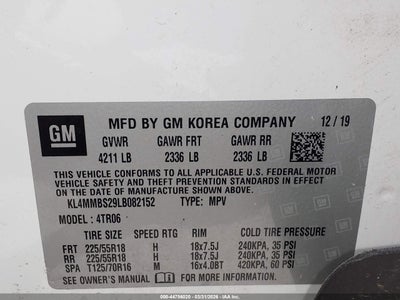 GM
MFD BY GM KOREA COMPANY 12/19
GVWR GAWR FRT GAWR RR
4211 LB 2336 LB 2336 LB
THIS VEHICLE CONFORMS TO ALL APPLICABLE U.S. FEDERAL
MOTOR VEHICLE SAFETY, BUMPER, AND THEFT PREVENTION
STANDARDS IN EFFECT ON THE DATE OF MANUFACTURE SHOWN ABOVE.
KL4MMBS29LB082152 TYPE: MPV
MODEL: 4TR06
TIRE SIZE SPEED RTG RIM COLD TIRE PRESSURE
FRT 225/55R18 H 18x7.5J 240KPA, 35 PSI
RR 225/55R18 H 18x7.5J 240KPA, 35 PSI
SPA T125/70R16 M 16x4.0BT 420KPA, 60 PSI
SEE OWNER'S MANUAL FOR ADDITIONAL INFORMATION.